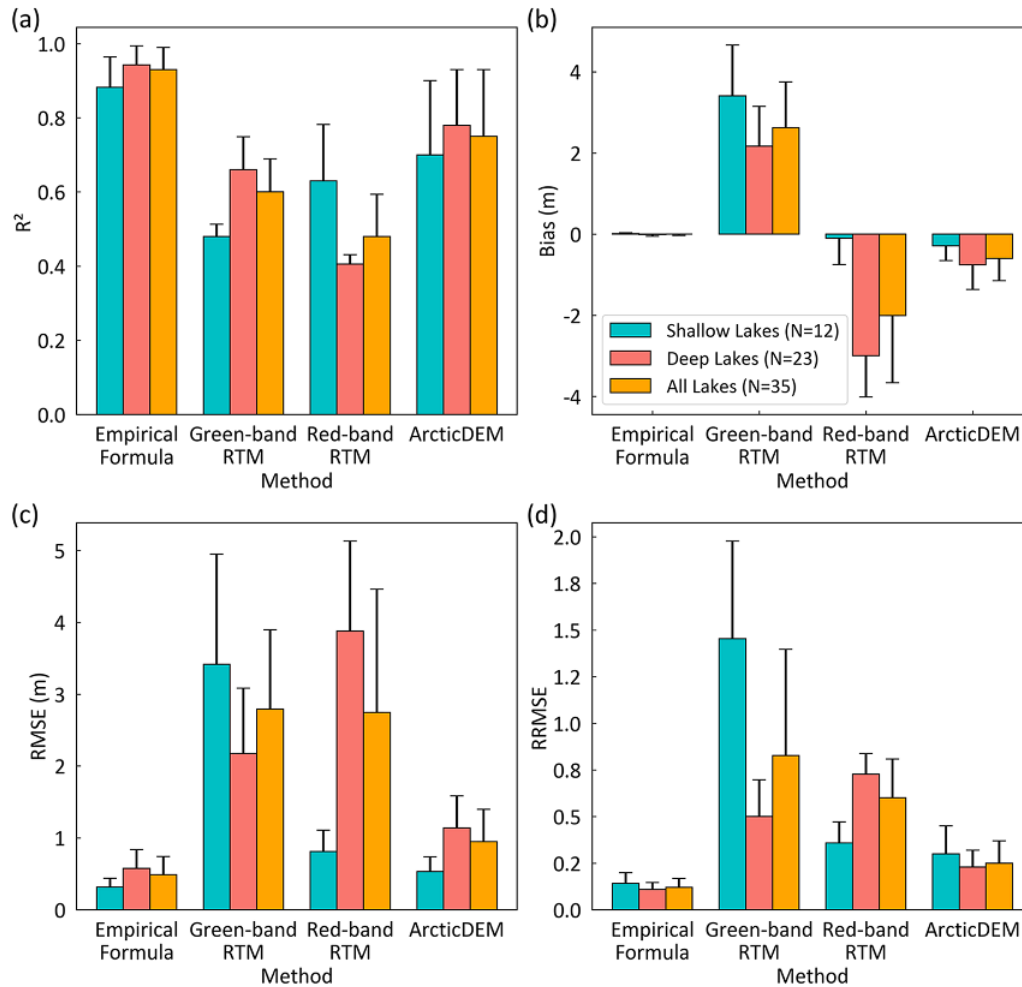 (a)
R²
1.0
0.8
0.6
0.4
0.2
0.0
Empirical Formula
Green-band RTM
Red-band RTM
ArcticDEM
Method
(b)
Bias (m)
4
2
0
-2
-4
Shallow Lakes (N=12)
Deep Lakes (N=23)
All Lakes (N=35)
Empirical Formula
Green-band RTM
Red-band RTM
ArcticDEM
Method
(c)
RMSE (m)
5
4
3
2
1
0
Empirical Formula
Green-band RTM
Red-band RTM
ArcticDEM
Method
(d)
RRMSE
2.0
1.8
1.5
1.2
1.0
0.8
0.5
0.2
0.0
Empirical Formula
Green-band RTM
Red-band RTM
ArcticDEM
Method